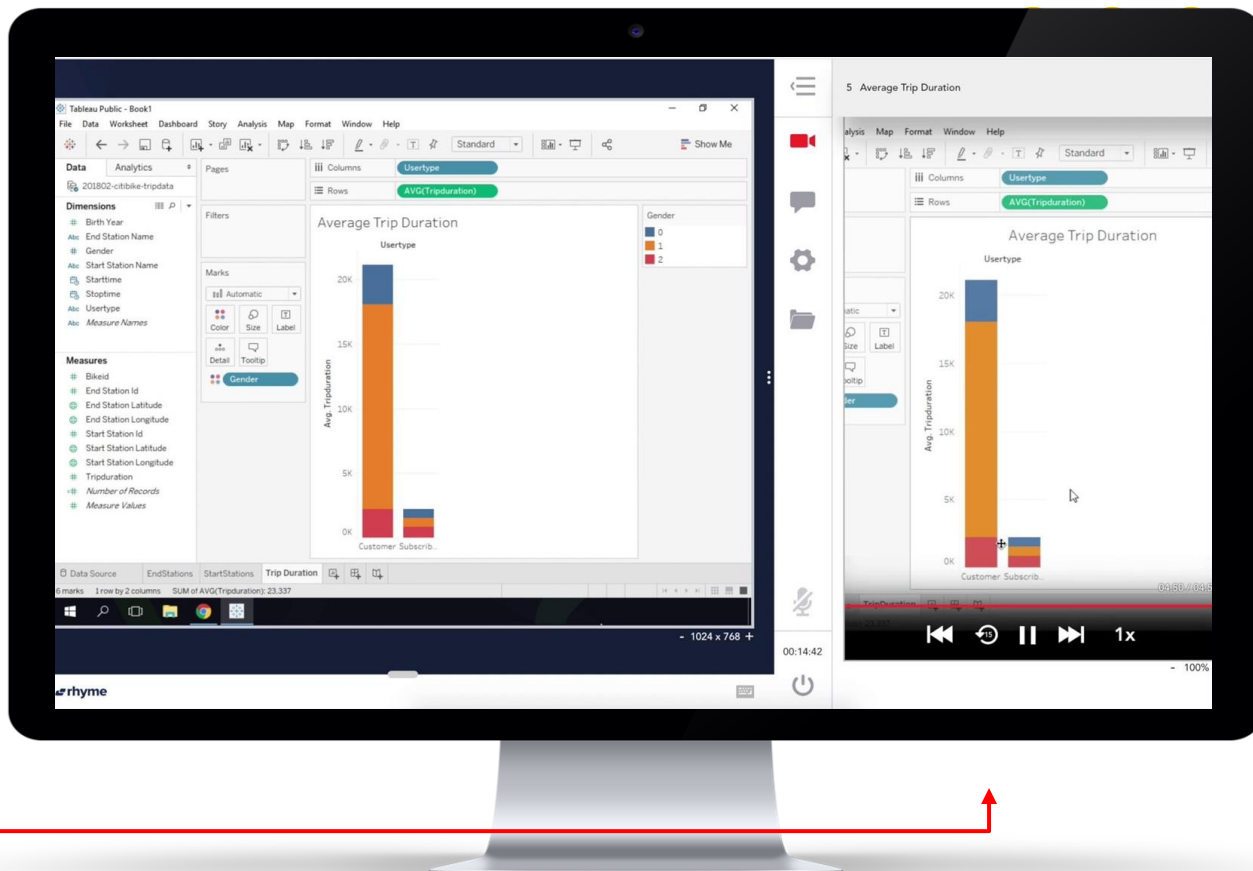 Tableau Public - Book1
File Data Worksheet Dashboard Story Analysis Map Format Window Help
Standard
Show Me
Data Analytics
201802-citibike-tripdata
Dimensions
# Birth Year
Abc End Station Name
# Gender
Abc Start Station Name
Starttime
Stoptime
Abc Usertype
Abc Measure Names
Measures
# Bikeid
# End Station Id
End Station Latitude
End Station Longitude
# Start Station Id
Start Station Latitude
Start Station Longitude
# Tripduration
# Number of Records
# Measure Values
Pages
Filters
Marks
Automatic
Color Size Label
Detail Tooltip
Gender
Columns Usertype
Rows AVG(Tripduration)
Average Trip Duration
Usertype
20K
15K
10K
5K
0K
Avg. Tripduration
Customer Subscrib..
Gender
0
1
2
Data Source EndStations StartStations Trip Duration
6 marks 1 row by 2 columns SUM of AVG(Tripduration): 23.337
- 1024 x 768 +
rhyme
00:14:42
5 Average Trip Duration
alysis Map Format Window Help
Standard
Columns Usertype
Rows AVG(Tripduration)
Average Trip Duration
Usertype
20K
15K
10K
5K
0K
Avg. Tripduration
Customer Subscrib..
matic
Size Label
ooltip
der
TripDuration
15
1x
- 100%